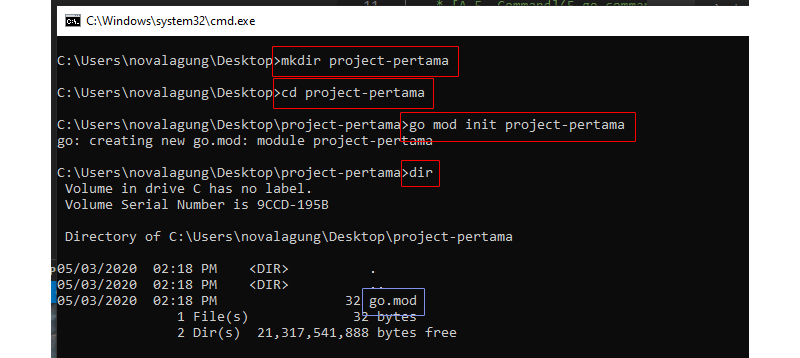 C:\Windows\system32\cmd.exe
C:\Users\novalagung\Desktop>mkdir project-pertama
C:\Users\novalagung\Desktop>cd project-pertama
C:\Users\novalagung\Desktop\project-pertama>go mod init project-pertama
go: creating new go.mod: module project-pertama
C:\Users\novalagung\Desktop\project-pertama>dir
Volume in drive C has no label.
Volume Serial Number is 9CCD-195B
Directory of C:\Users\novalagung\Desktop\project-pertama
05/03/2020 02:18 PM <DIR> .
05/03/2020 02:18 PM <DIR> ..
05/03/2020 02:18 PM 32 go.mod
1 File(s) 32 bytes
2 Dir(s) 21,317,541,888 bytes free